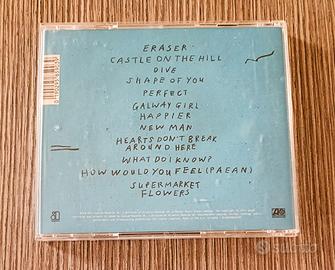 ERASER
CASTLE ON THE HILL
DIVE
SHAPE OF YOU
PERFECT
GALWAY GIRL
HAPPIER
NEW MAN
HEARTS DON'T BREAK
AROUND HERE
WHAT DO I KNOW?
HOW WOULD YOU FEEL (PAEAN)
SUPERMARKET
FLOWERS
subito